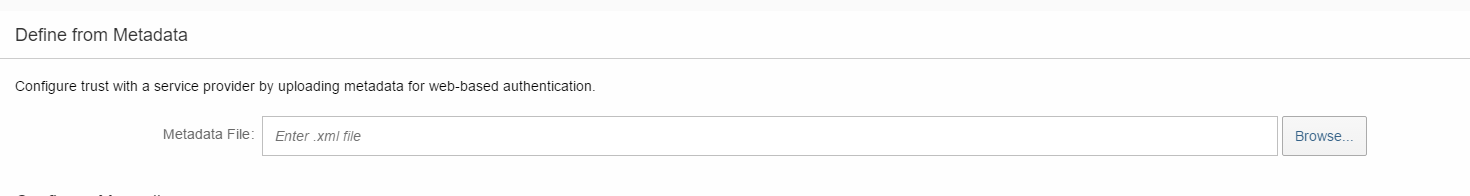 Define from Metadata
Configure trust with a service provider by uploading metadata for web-based authentication.
Metadata File: Enter .xml file Browse...